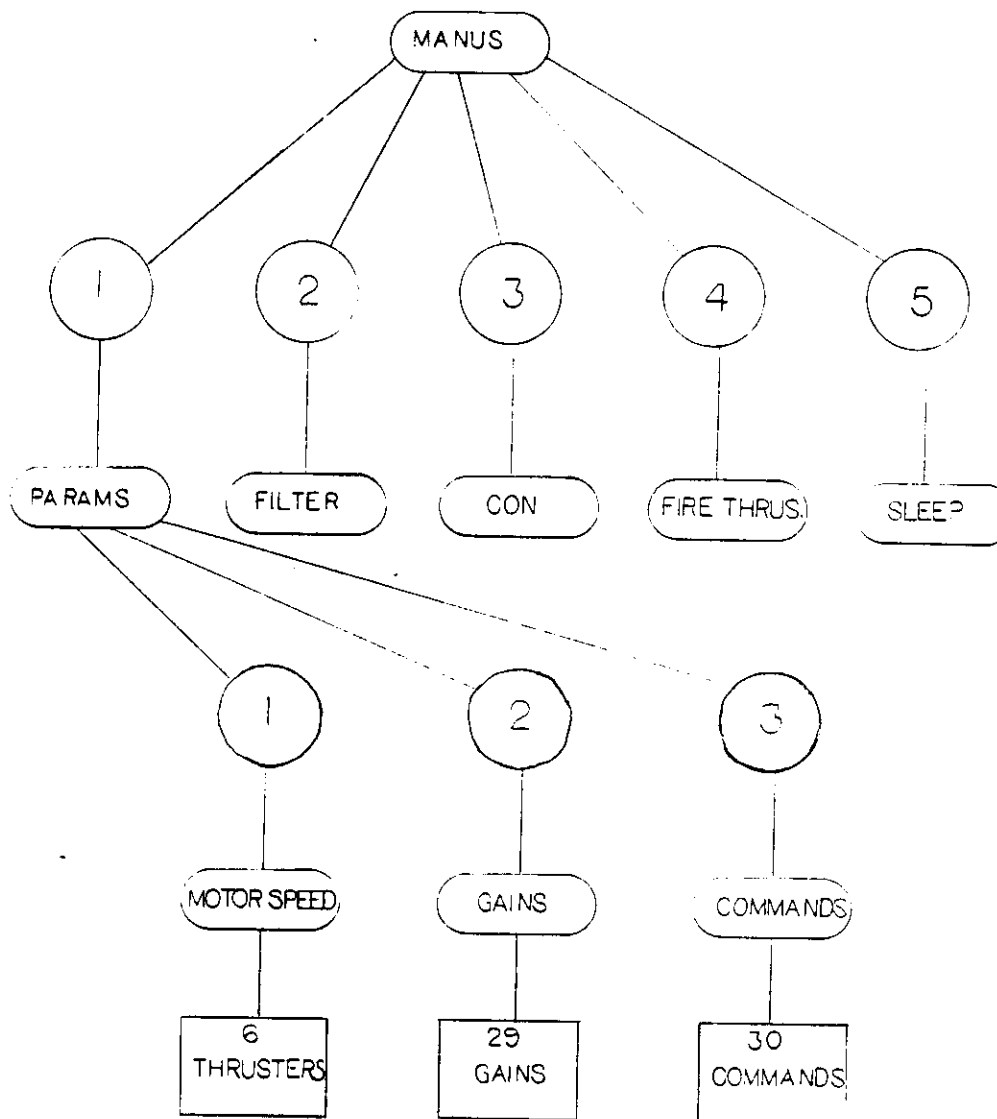 MANUS
1
2
3
4
5
PARAMS
FILTER
CON
FIRE THRUS.
SLEEP
1
2
3
MOTOR SPEED
GAINS
COMMANDS
6
THRUSTERS
29
GAINS
30
COMMANDS